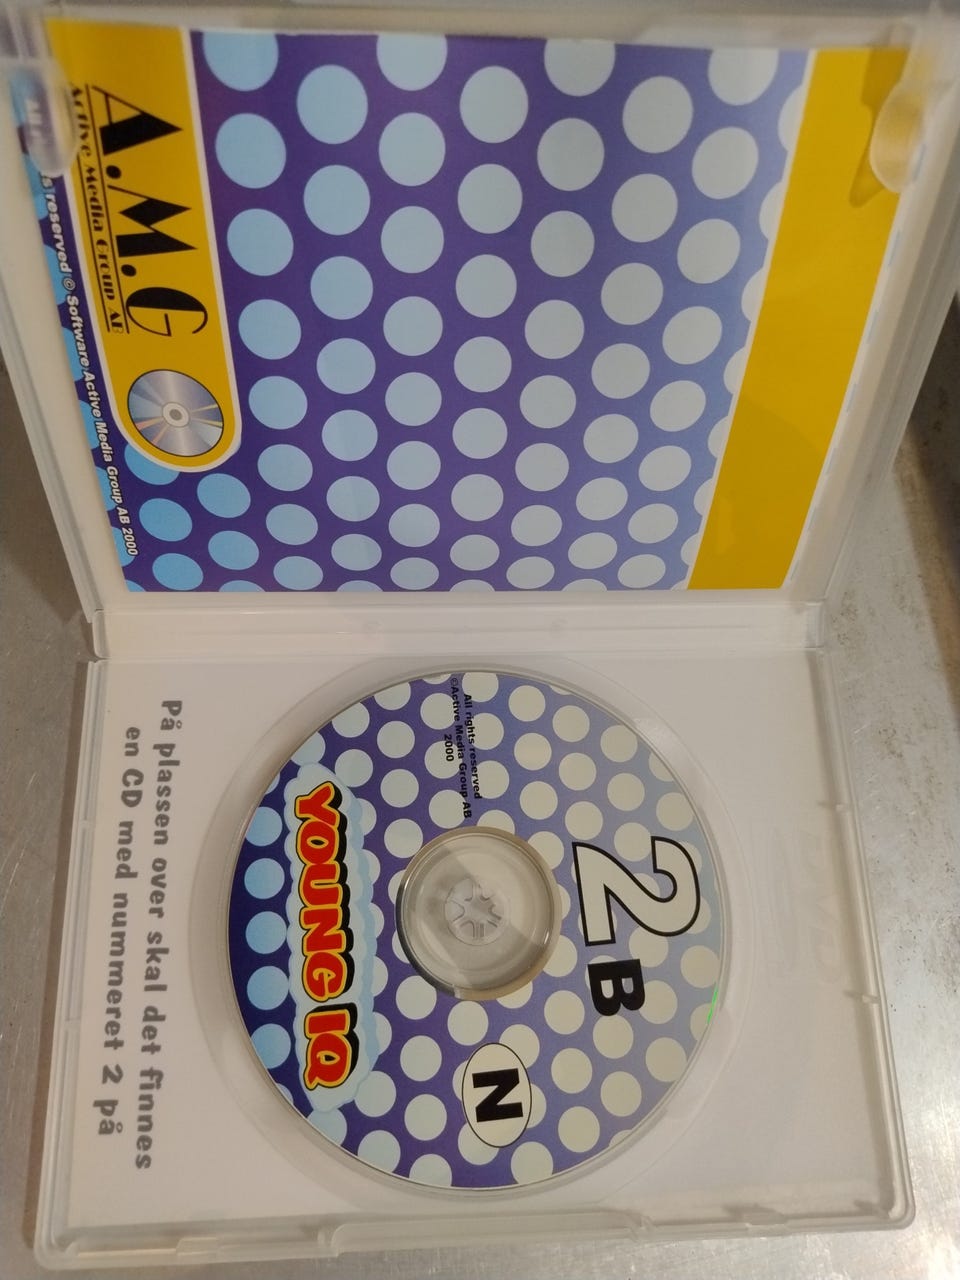 A.M.G
Active Media Group AB
s reserved © Software Active Media Group AB 2000
2
B
N
All rights reserved
©Active Media Group AB
2000
YOUNG IQ
På plassen over skal det finnes
en CD med nummeret 2 på